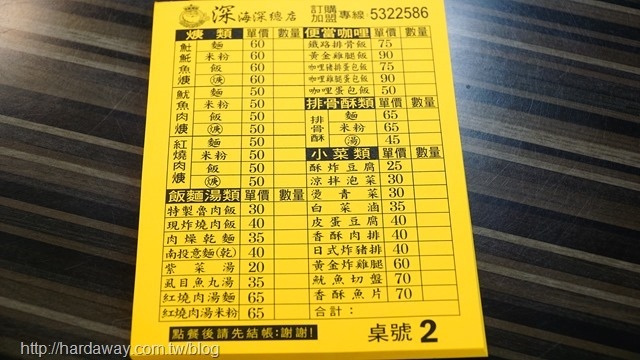 深海深總店 訂購加盟專線 5322586
焿類 單價 數量
魠魠魚焿 麵 60
米粉 60
飯 60
焿 60
魷魚肉焿 麵 50
米粉 50
飯 50
焿 50
紅燒肉焿 麵 50
米粉 50
飯 50
焿 50
飯麵湯類 單價 數量
特製魯肉飯 30
現炸燒肉飯 40
肉燥乾麵 35
南投意麵(乾) 40
紫菜湯 20
虱目魚丸湯 35
紅燒肉湯麵 65
紅燒肉湯米粉 65
點餐後請先結帳:謝謝!
便當咖哩 單價 數量
鐵路排骨飯 75
黃金雞腿飯 90
咖哩豬排蛋包飯 75
咖哩雞腿蛋包飯 90
咖哩蛋包飯 50
排骨酥類 單價 數量
排骨酥 麵 65
米粉 65
湯 45
小菜類 單價 數量
酥炸豆腐 25
涼拌泡菜 30
燙青菜 30
白菜滷 35
皮蛋豆腐 40
香酥肉排 40
日式炸豬排 40
黃金炸雞腿 60
魷魚切盤 70
香酥魚片 70
合計:
桌號 2
http://hardaway.com.tw/blog